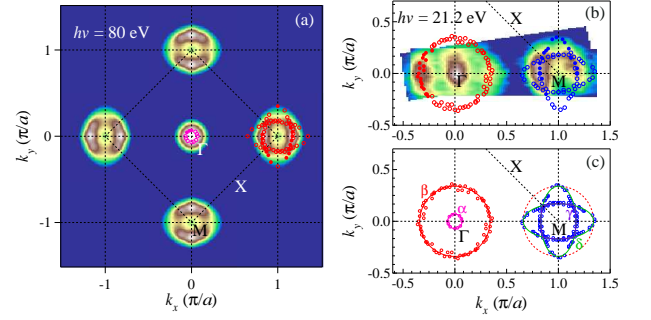 hν = 80 eV (a)
1
0
-1
k_y (π/a)
Γ
X
M
-1 0 1
k_x (π/a)
hν = 21.2 eV X (b)
0.5
0.0
-0.5
k_y (π/a)
Γ M
-0.5 0.0 0.5 1.0 1.5
X (c)
0.5
0.0
-0.5
k_y (π/a)
β α γ
Γ M δ
-0.5 0.0 0.5 1.0 1.5
k_x (π/a)